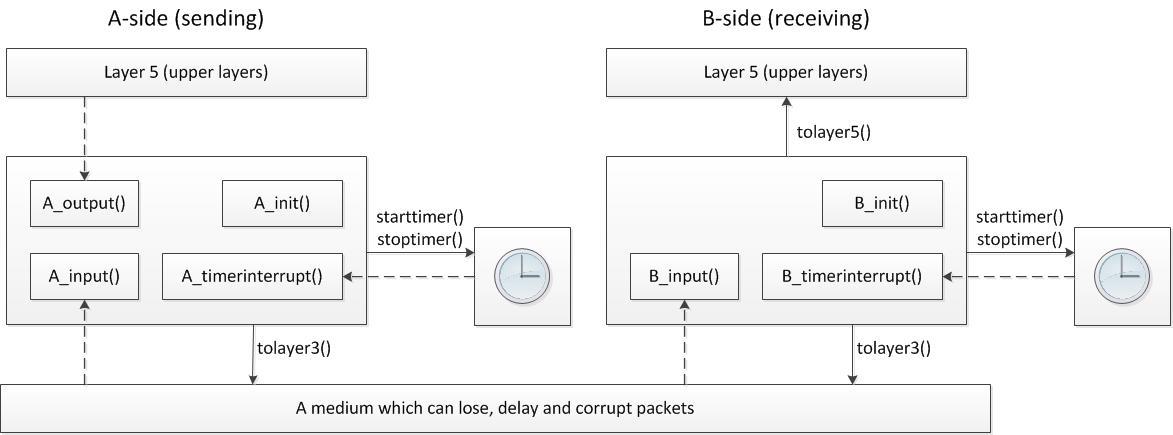 A-side (sending)
B-side (receiving)
Layer 5 (upper layers)
Layer 5 (upper layers)
tolayer5()
A_output()
A_init()
B_init()
starttimer()
stoptimer()
starttimer()
stoptimer()
A_input()
A_timerinterrupt()
B_input()
B_timerinterrupt()
tolayer3()
tolayer3()
A medium which can lose, delay and corrupt packets